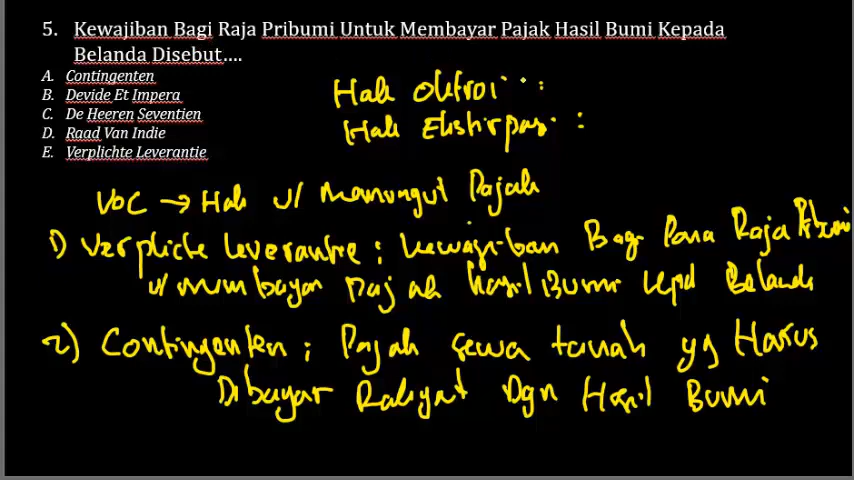 5. Kewajiban Bagi Raja Pribumi Untuk Membayar Pajak Hasil Bumi Kepada
Belanda Disebut....
A. Contingenten
B. Devide Et Impera
C. De Heeren Seventien
D. Raad Van Indie
E. Verplichte Leverantie
Hak Oktroi :
Hak Ekstirpasi :
VOC → Hak u/ Memungut Pajak
1) Verplicte leverantie : kewajiban Bagi Para Raja Pribumi
u/ membayar Pajak hasil Bumi kpd Belanda
2) Contingenten : Pajak sewa tanah yg Harus
Dibayar Rakyat Dgn Hasil Bumi